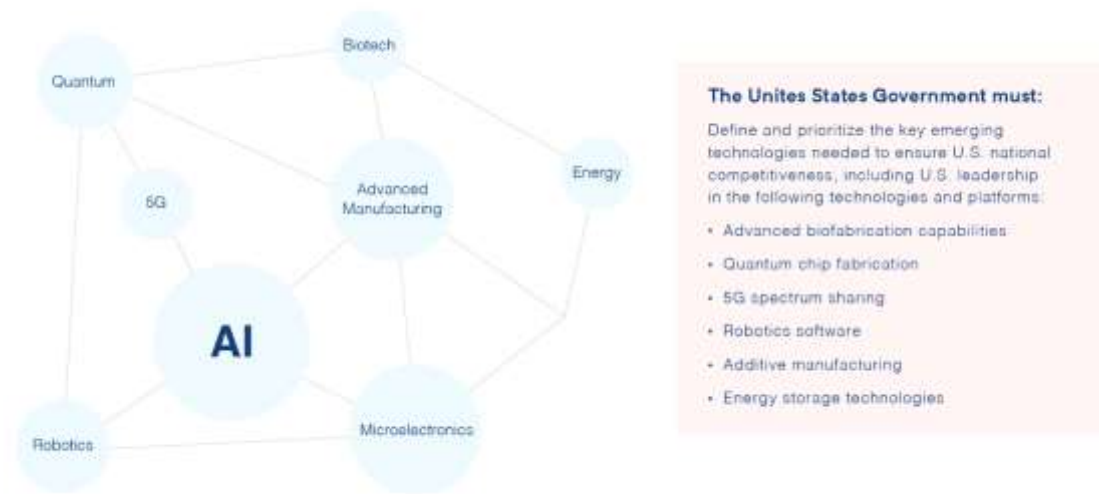 Biotech
Quantum
Energy
5G
Advanced
Manufacturing
AI
Microelectronics
Robotics
The Unites States Government must:
Define and prioritize the key emerging
technologies needed to ensure U.S. national
competitiveness, including U.S. leadership
in the following technologies and platforms:
• Advanced biofabrication capabilities
• Quantum chip fabrication
• 5G spectrum sharing
• Robotics software
• Additive manufacturing
• Energy storage technologies